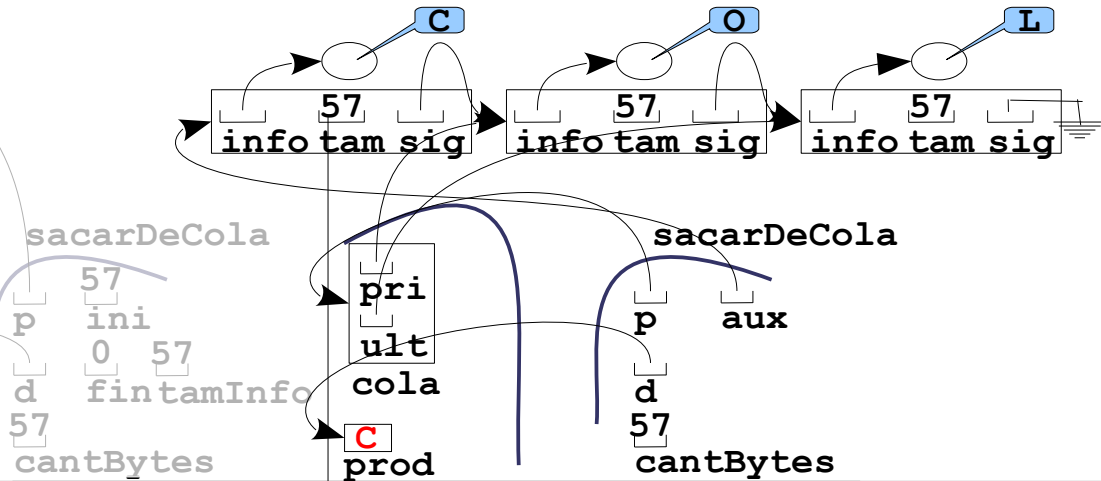 C O L
57 57 57
info tam sig info tam sig info tam sig
sacarDeCola sacarDeCola
57
pri
p ini p aux
0 57 ult
d fin tamInfo cola d
57 C 57
cantBytes prod cantBytes